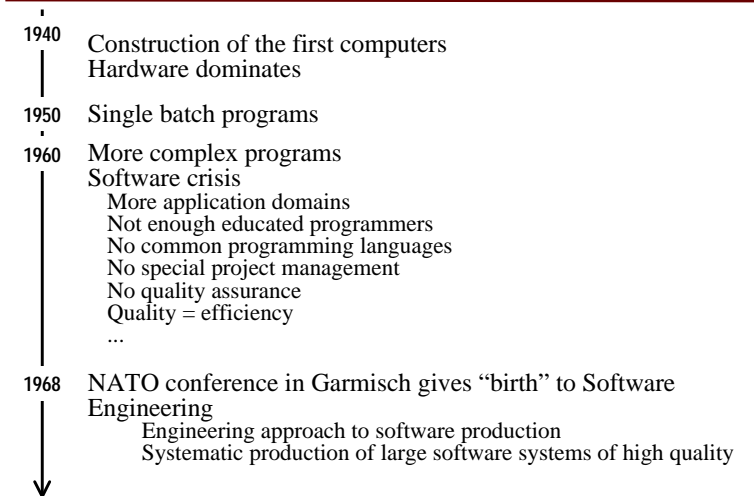 1940
Construction of the first computers
Hardware dominates
1950
Single batch programs
1960
More complex programs
Software crisis
More application domains
Not enough educated programmers
No common programming languages
No special project management
No quality assurance
Quality = efficiency
...
1968
NATO conference in Garmisch gives “birth” to Software
Engineering
Engineering approach to software production
Systematic production of large software systems of high quality